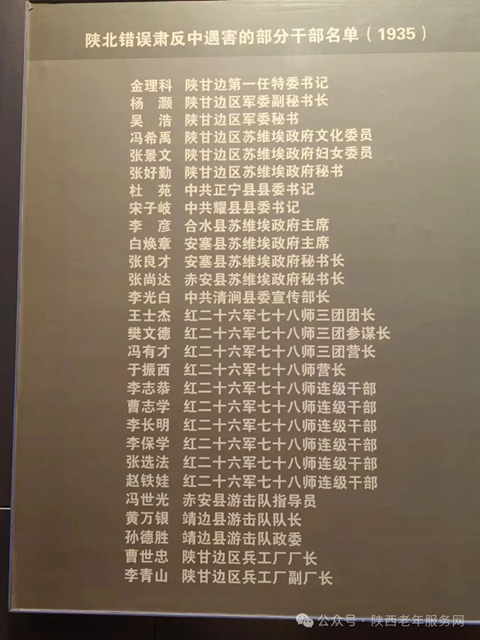 陕北错误肃反中遇害的部分干部名单（1935）
金理科 陕甘边第一任特委书记
杨 灏 陕甘边区军委副秘书长
吴 浩 陕甘边区军委秘书
冯希禹 陕甘边区苏维埃政府文化委员
张景文 陕甘边区苏维埃政府妇女委员
张好勤 陕甘边区苏维埃政府秘书
杜 苑 中共正宁县县委书记
宋子岐 中共耀县县委书记
李 彦 合水县苏维埃政府主席
白焕章 安塞县苏维埃政府主席
张良才 安塞县苏维埃政府秘书长
张尚达 赤安县苏维埃政府秘书长
李光白 中共清涧县委宣传部长
王士杰 红二十六军七十八师三团团长
樊文德 红二十六军七十八师三团参谋长
冯有才 红二十六军七十八师三团营长
于振西 红二十六军七十八师营长
李志恭 红二十六军七十八师连级干部
曹志学 红二十六军七十八师连级干部
李长明 红二十六军七十八师连级干部
李保学 红二十六军七十八师连级干部
张选法 红二十六军七十八师连级干部
赵铁娃 红二十六军七十八师连级干部
冯世光 赤安县游击队指导员
黄万银 靖边县游击队队长
孙德胜 靖边县游击队政委
曹世忠 陕甘边区兵工厂厂长
李青山 陕甘边区兵工厂副厂长
公众号·陕西老年服务网